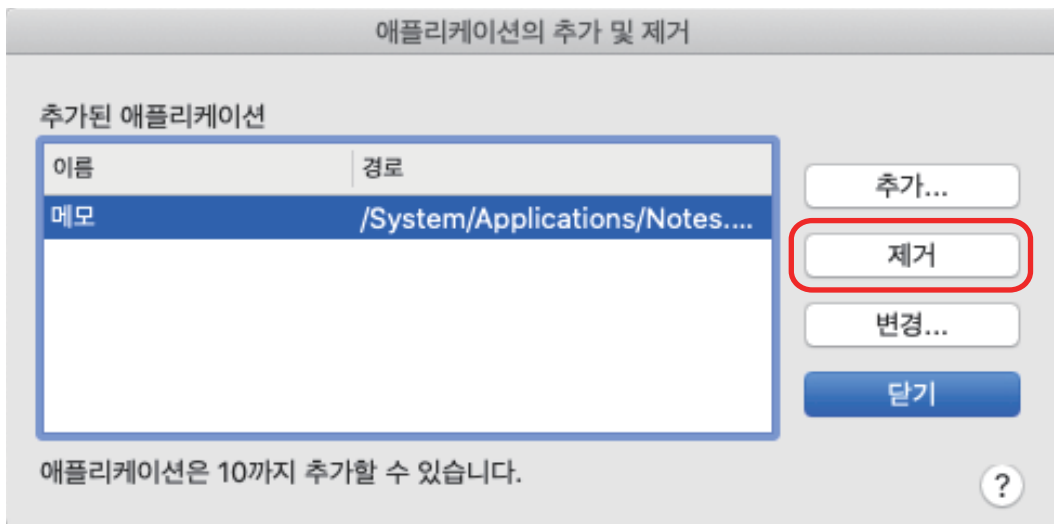 애플리케이션의 추가 및 제거
추가된 애플리케이션
이름 경로
메모 /System/Applications/Notes....
추가...
제거
변경...
닫기
애플리케이션은 10까지 추가할 수 있습니다.
?